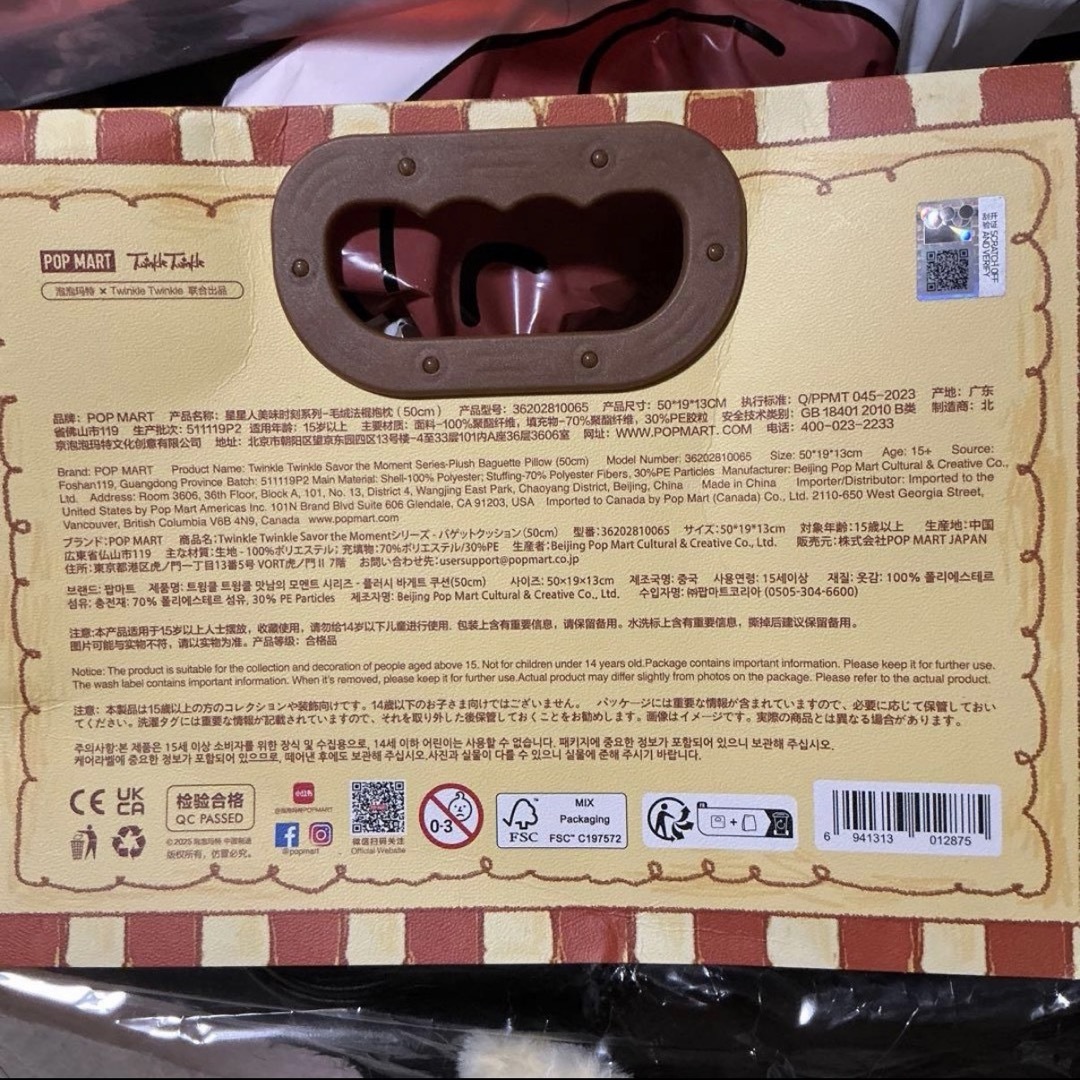 POP MART Twinkle Twinkle
泡泡玛特 × Twinkle Twinkle 联合出品
开过 SCRATCH OFF
刮验 AND VERIFY
品牌：POP MART 产品名称：星星人美味时刻系列-毛绒法棍抱枕（50cm） 产品型号：36202810065 产品尺寸：50*19*13CM 执行标准：Q/PPMT 045-2023 产地：广东
省佛山市119 生产批次：511119P2 适用年龄：15岁以上 主要材质：面料-100%聚酯纤维，填充物-70%聚酯纤维，30%PE胶粒 安全技术类别：GB 18401 2010 B类 制造商：北
京泡泡玛特文化创意有限公司 地址：北京市朝阳区望京东园四区13号楼-4至33层101内A座36层3606室 网址：WWW.POPMART.COM 电话：400-023-2233
Brand: POP MART Product Name: Twinkle Twinkle Savor the Moment Series-Plush Baguette Pillow (50cm) Model Number: 36202810065 Size: 50*19*13cm Age: 15+ Source:
Foshan119, Guangdong Province Batch: 511119P2 Main Material: Shell-100% Polyester; Stuffing-70% Polyester Fibers, 30%PE Particles Manufacturer: Beijing Pop Mart Cultural & Creative Co.,
Ltd. Address: Room 3606, 36th Floor, Block A, 101, No. 13, District 4, Wangjing East Park, Chaoyang District, Beijing, China Made in China Importer/Distributor: Imported to the
United States by Pop Mart Americas Inc. 101N Brand Blvd Suite 606 Glendale, CA 91203, USA Imported to Canada by Pop Mart (Canada) Co., Ltd. 2110-650 West Georgia Street,
Vancouver, British Columbia V6B 4N9, Canada www.popmart.com
ブランド：POP MART 商品名：Twinkle Twinkle Savor the Momentシリーズ - バゲットクッション（50cm） 型番：36202810065 サイズ：50*19*13cm 対象年齢：15歳以上 生産地：中国
広東省仏山市119 主な材質：生地 - 100%ポリエステル；充填物：70%ポリエステル/30%PE 生産者：Beijing Pop Mart Cultural & Creative Co., Ltd. 販売元：株式会社POP MART JAPAN
住所：東京都港区虎ノ門一丁目13番5号 VORT虎ノ門Ⅱ 7階 お問い合わせ先：usersupport@popmart.co.jp
브랜드: 팝마트 제품명: 트윙클 트윙클 맛남의 모멘트 시리즈 - 플러시 바게트 쿠션(50cm) 사이즈: 50×19×13cm 제조국명: 중국 사용연령: 15세이상 재질: 옷감: 100% 폴리에스테르
섬유; 충전재: 70% 폴리에스테르 섬유, 30% PE Particles 제조자명: Beijing Pop Mart Cultural & Creative Co., Ltd. 수입자명: ㈜팝마트코리아 (0505-304-6600)
注意:本产品适用于15岁以上人士摆放，收藏使用，请勿给14岁以下儿童进行使用. 包装上含有重要信息，请保留备用。水洗标上含有重要信息，撕掉后建议保留备用。
图片可能与实物不符，请以实物为准。产品等级：合格品
Notice: The product is suitable for the collection and decoration of people aged above 15. Not for children under 14 years old.Package contains important information. Please keep it for further use.
The wash label contains important information. When it's removed, please keep it for further use.Actual product may differ slightly from photos on the package. Please refer to the actual product.
注意：本製品は15歳以上の方のコレクションや装飾向けです。14歳以下のお子さま向けではございません。 パッケージには重要な情報が含まれていますので、必要に応じて保管しておい
てください。洗濯タグには重要な情報が記載されていますので、それを取り外した後保管しておくことをお勧めします。画像はイメージです。実際の商品とは異なる場合があります。
주의사항:본 제품은 15세 이상 소비자를 위한 장식 및 수집용으로, 14세 이하 어린이는 사용할 수 없습니다. 패키지에 중요한 정보가 포함되어 있으니 보관해 주십시오.
케어라벨에 중요한 정보가 포함되어 있으므로, 떼어낸 후에도 보관해 주십시오.사진과 실물이 다를 수 있으니 실물에 존해 주시기 바랍니다.
CE UKCA
检验合格
QC PASSED
©2025 泡泡玛特 中国制造
版权所有，仿冒必究。
小红书
@泡泡玛特POPMART
@popmart
微信扫码关注
Official Website
0-3
FSC
MIX
Packaging
FSC™ C197572
FR
6 941313 012875